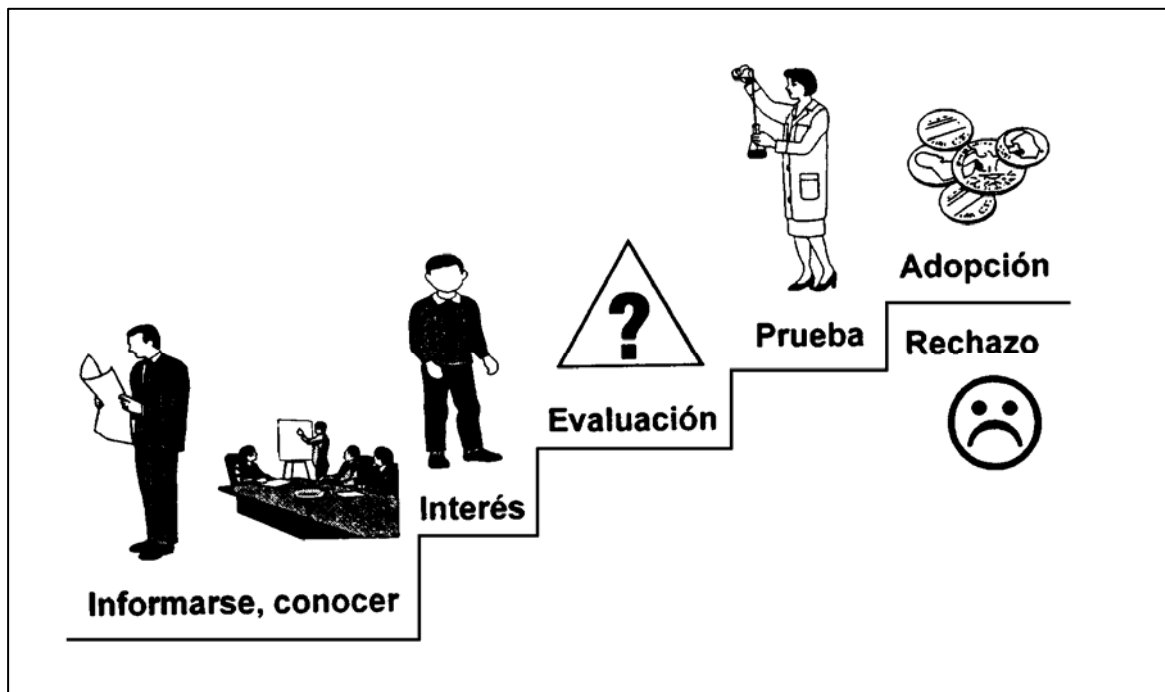 Informarse, conocer
Interés
Evaluación
?
Prueba
Adopción
Rechazo